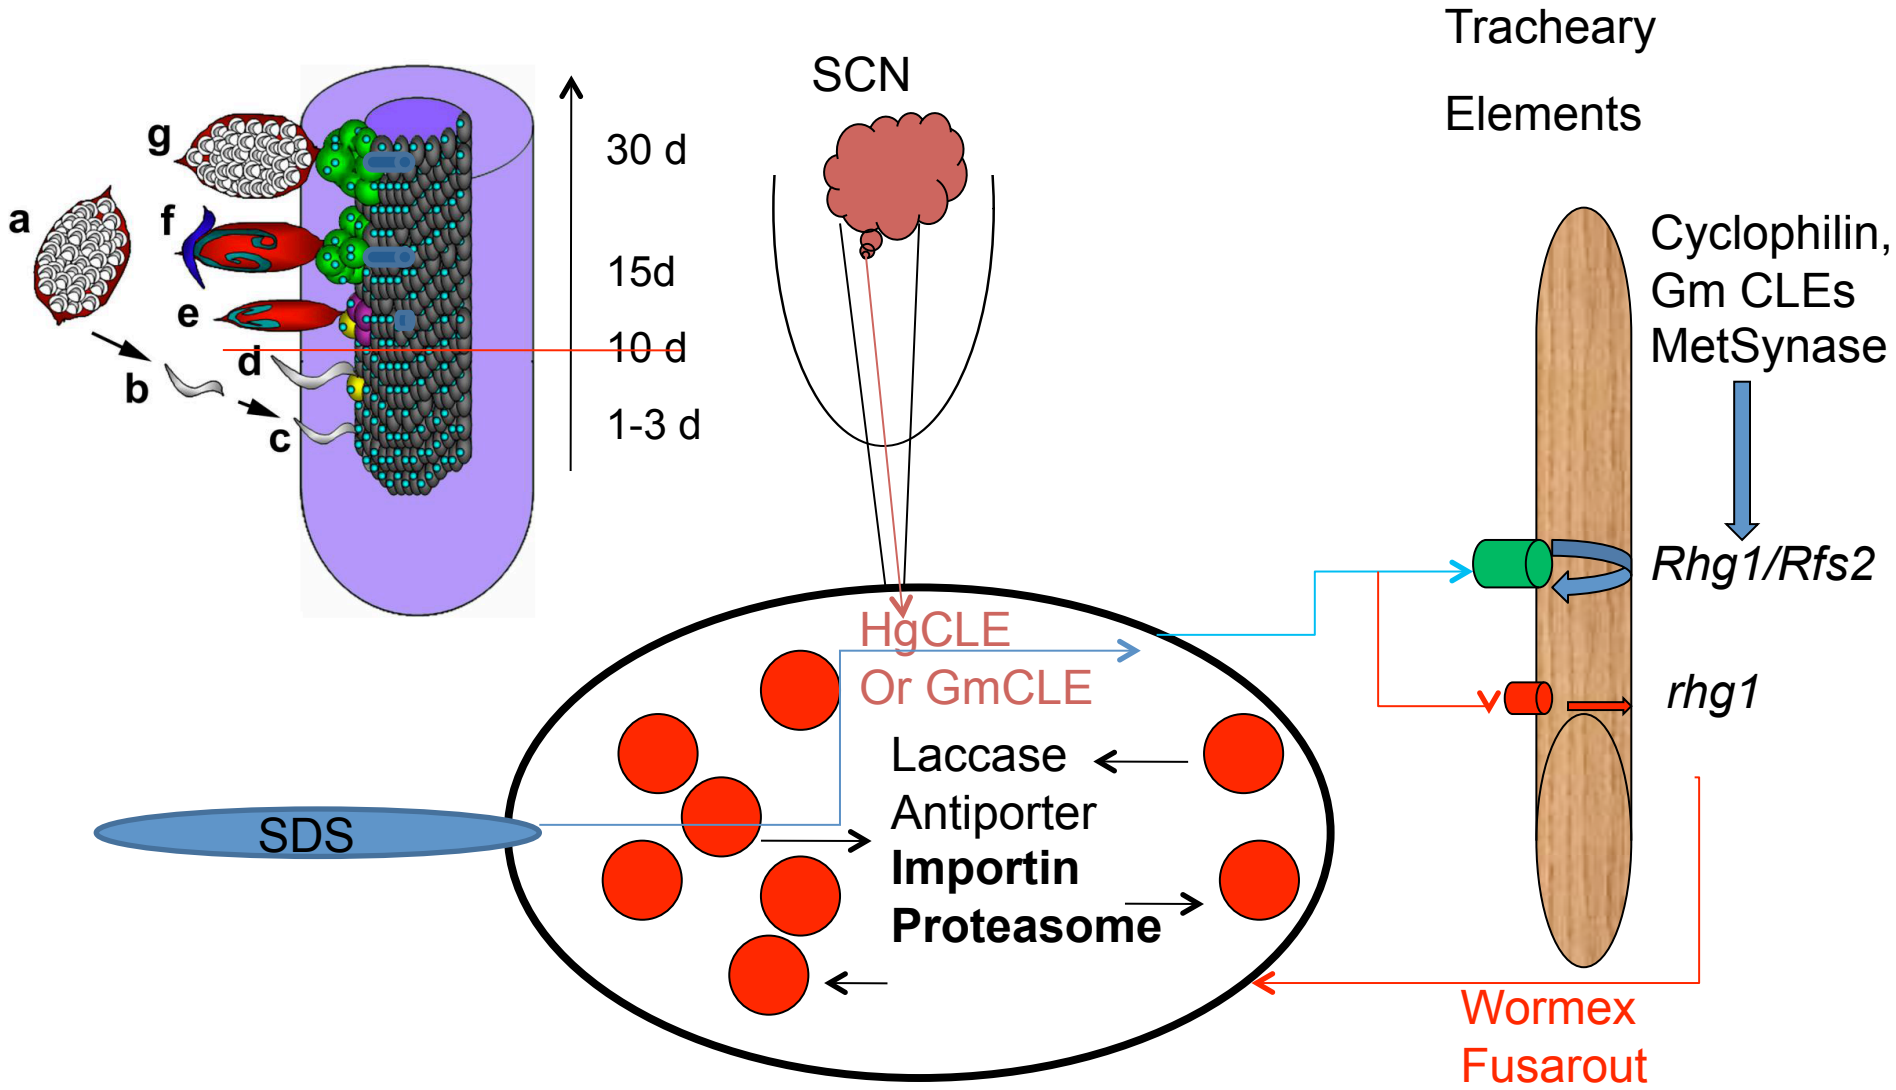 Tracheary
Elements
SCN
g
a
f
e
d
b
c
30 d
15d
10 d
1-3 d
Cyclophilin,
Gm CLEs
MetSynase
Rhg1/Rfs2
rhg1
HgCLE
Or GmCLE
Laccase
Antiporter
Importin
Proteasome
SDS
Wormex
Fusarout